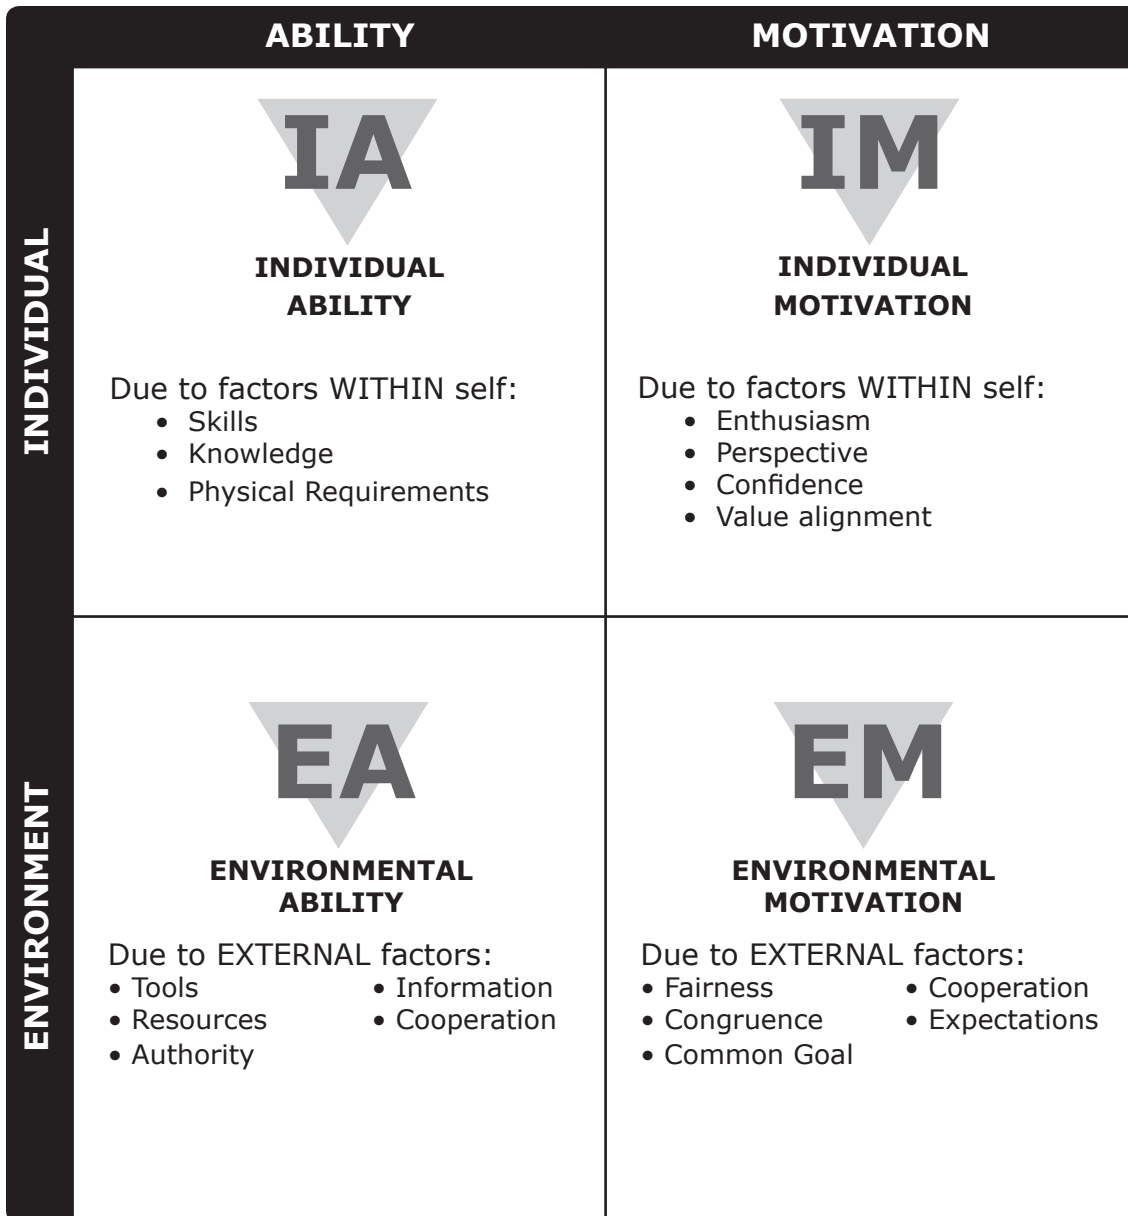 ABILITY
MOTIVATION
INDIVIDUAL
IA
INDIVIDUAL
ABILITY
Due to factors WITHIN self:
• Skills
• Knowledge
• Physical Requirements
IM
INDIVIDUAL
MOTIVATION
Due to factors WITHIN self:
• Enthusiasm
• Perspective
• Confidence
• Value alignment
ENVIRONMENT
EA
ENVIRONMENTAL
ABILITY
Due to EXTERNAL factors:
• Tools
• Resources
• Authority
• Information
• Cooperation
EM
ENVIRONMENTAL
MOTIVATION
Due to EXTERNAL factors:
• Fairness
• Congruence
• Common Goal
• Cooperation
• Expectations